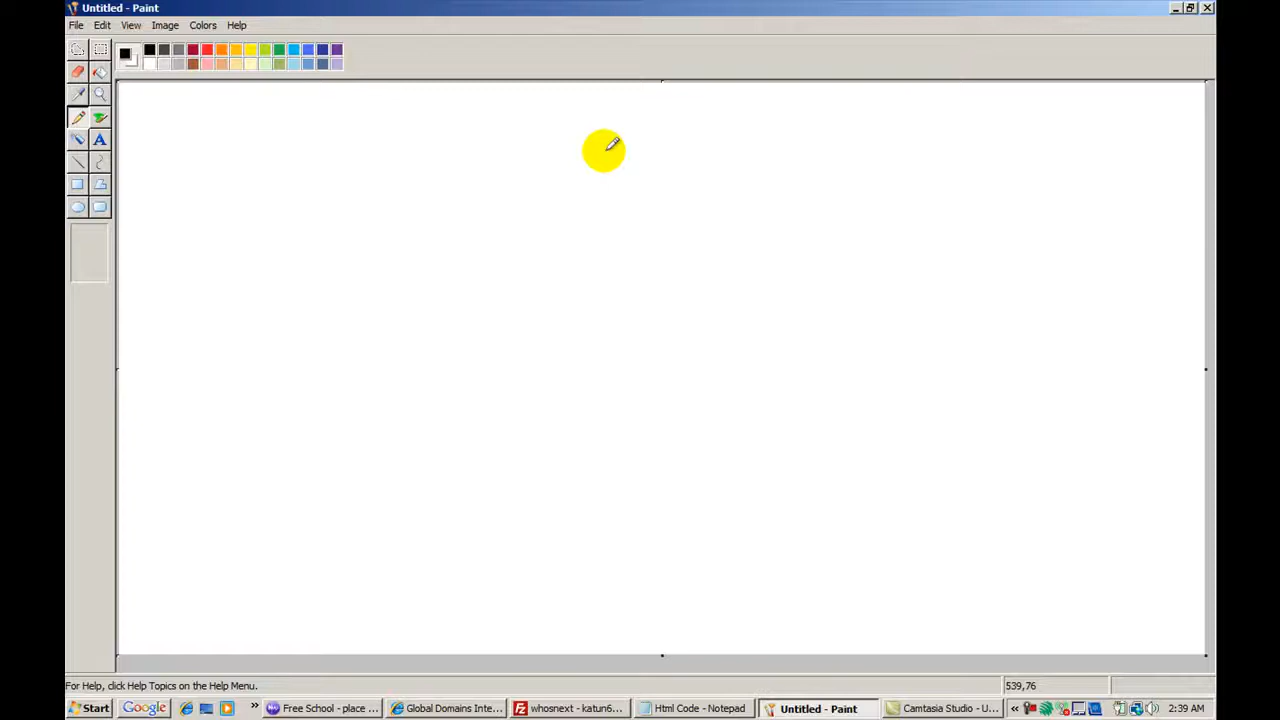 Untitled - Paint
File Edit View Image Colors Help
A
For Help, click Help Topics on the Help Menu.
539,76
Start Google » Free School - place ... Global Domains Inte... whosnext - katun6... Html Code - Notepad Untitled - Paint Camtasia Studio - U... « 2:39 AM